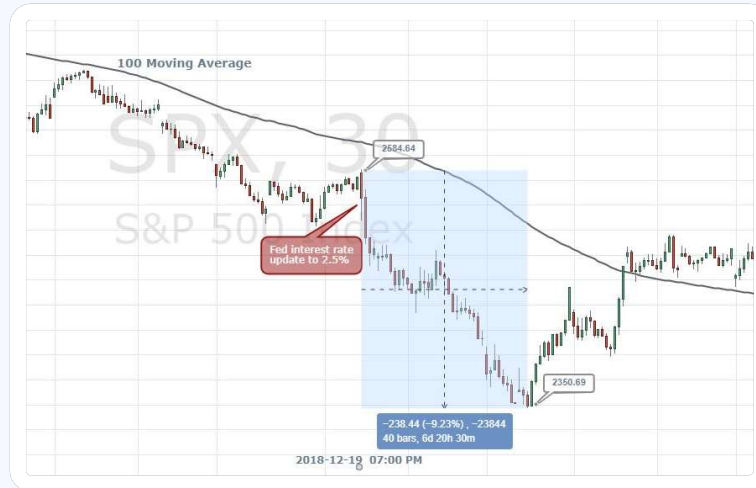 100 Moving Average
SPX, 30
S&P 500 Index
2584.64
Fed interest rate
update to 2.5%
2350.69
−238.44 (−9.23%) , −23844
40 bars, 6d 20h 30m
2018-12-19 07:00 PM